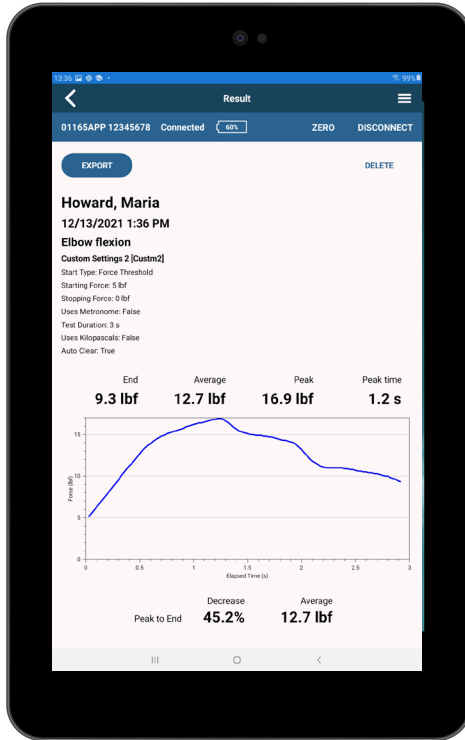 13:36 99%
Result
01165APP 12345678 Connected 60% ZERO DISCONNECT
EXPORT DELETE
Howard, Maria
12/13/2021 1:36 PM
Elbow flexion
Custom Settings 2 [Custm2]
Start Type: Force Threshold
Starting Force: 5 lbf
Stopping Force: 0 lbf
Uses Metronome: False
Test Duration: 3 s
Uses Kilopascals: False
Auto Clear: True
End Average Peak Peak time
9.3 lbf 12.7 lbf 16.9 lbf 1.2 s
15
10
5
0
Force (lbf)
0 0.5 1 1.5 2 2.5 3
Elapsed Time (s)
Decrease Average
Peak to End 45.2% 12.7 lbf